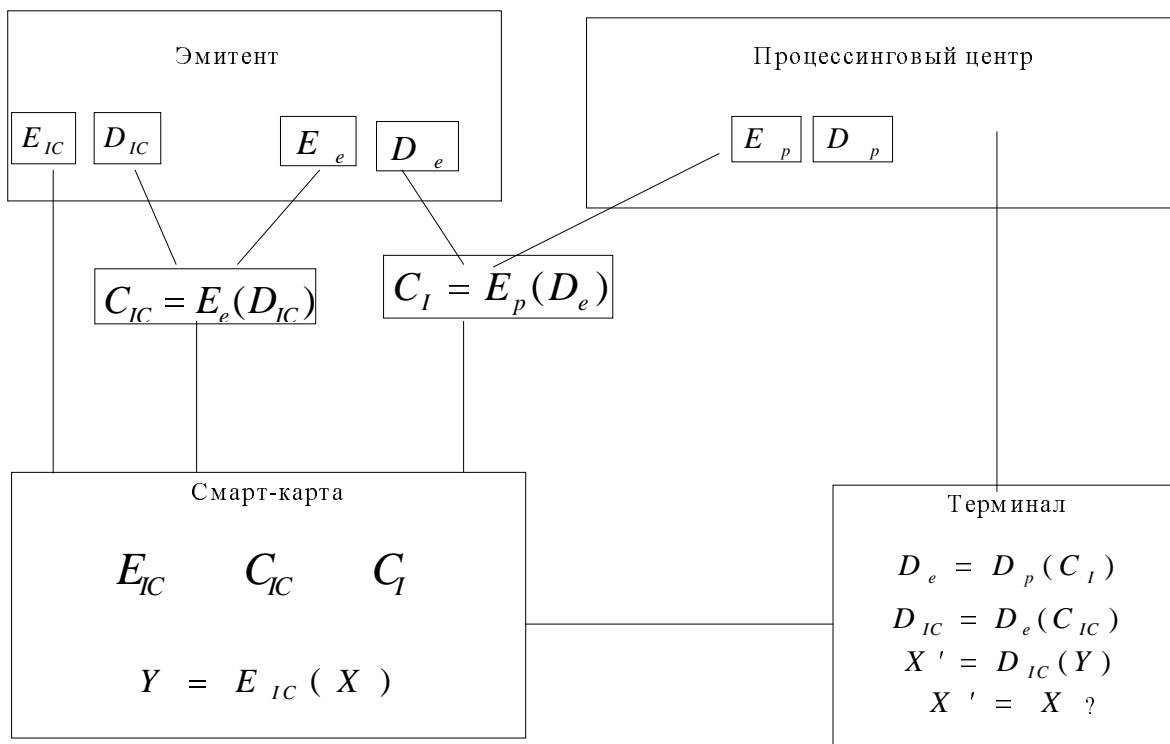 Эмитент
Процессинговый центр
E_IC D_IC E_e D_e
E_p D_p
C_IC = E_e(D_IC)
C_I = E_p(D_e)
Смарт-карта
E_IC C_IC C_I
Y = E_IC(X)
Терминал
D_e = D_p(C_I)
D_IC = D_e(C_IC)
X' = D_IC(Y)
X' = X ?